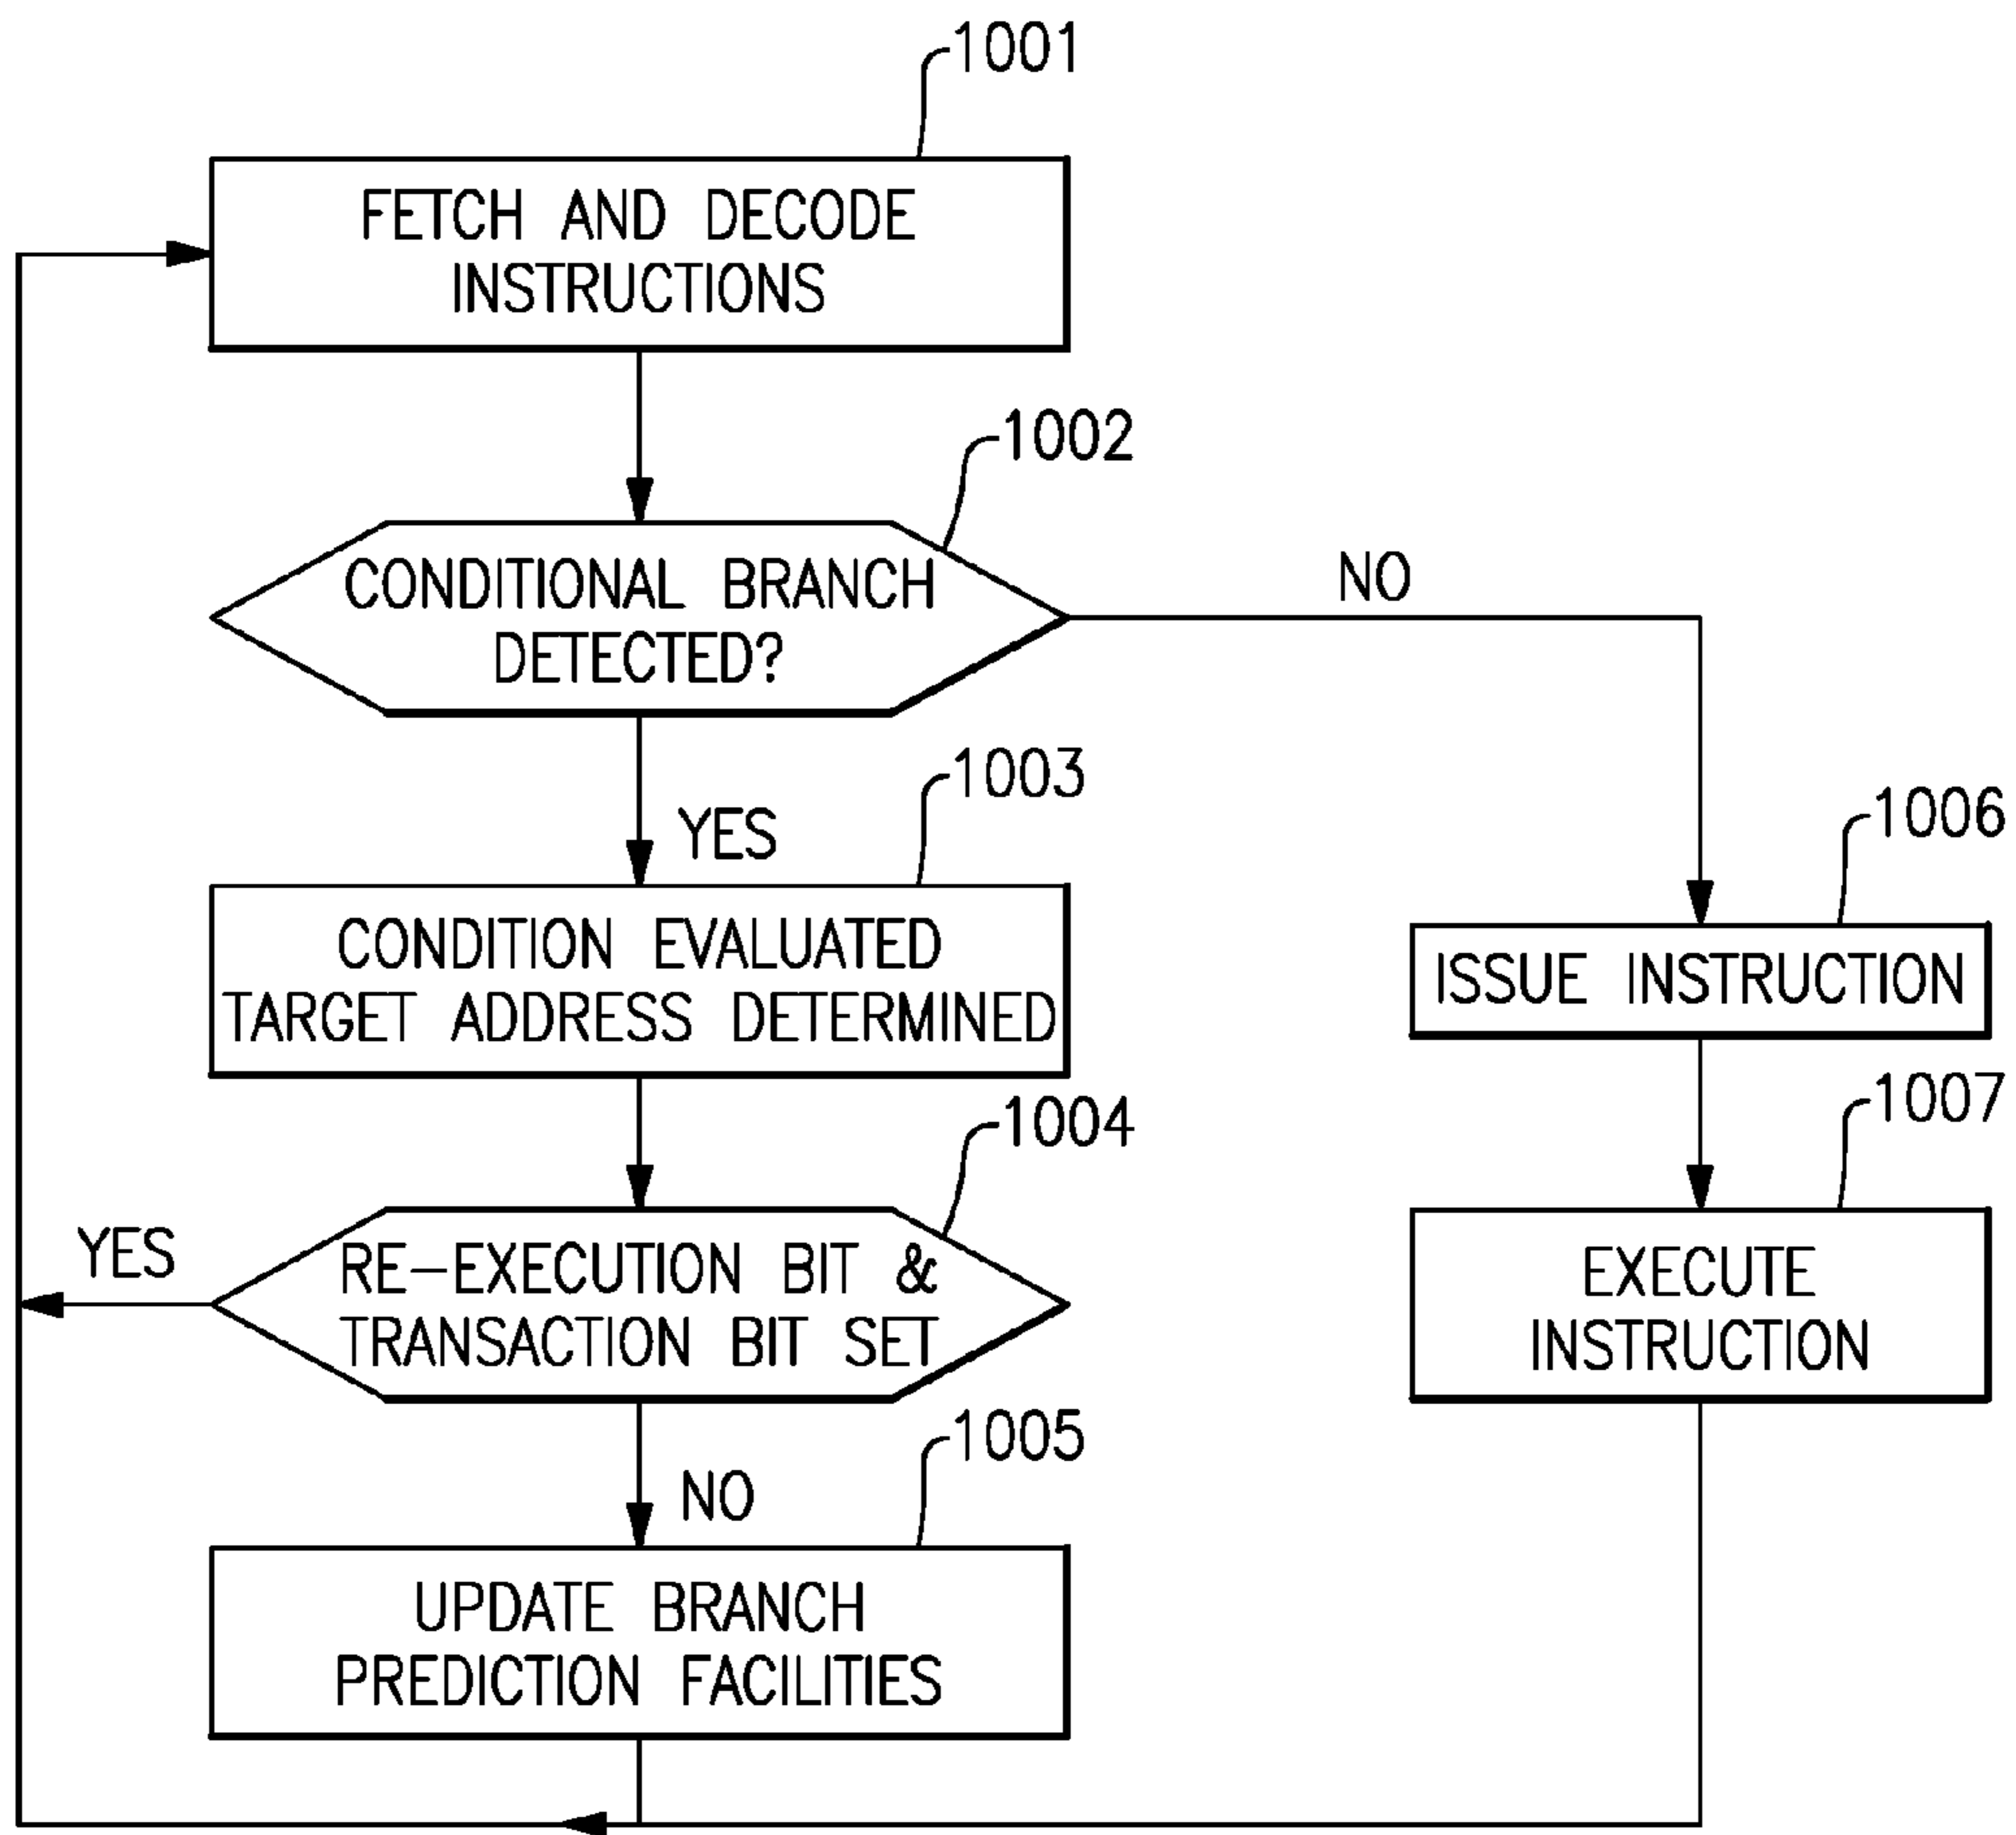 1001
FETCH AND DECODE
INSTRUCTIONS
1002
CONDITIONAL BRANCH
DETECTED?
NO
1003
YES
CONDITION EVALUATED
TARGET ADDRESS DETERMINED
1006
ISSUE INSTRUCTION
1004
YES
RE-EXECUTION BIT &
TRANSACTION BIT SET
1007
EXECUTE
INSTRUCTION
1005
NO
UPDATE BRANCH
PREDICTION FACILITIES